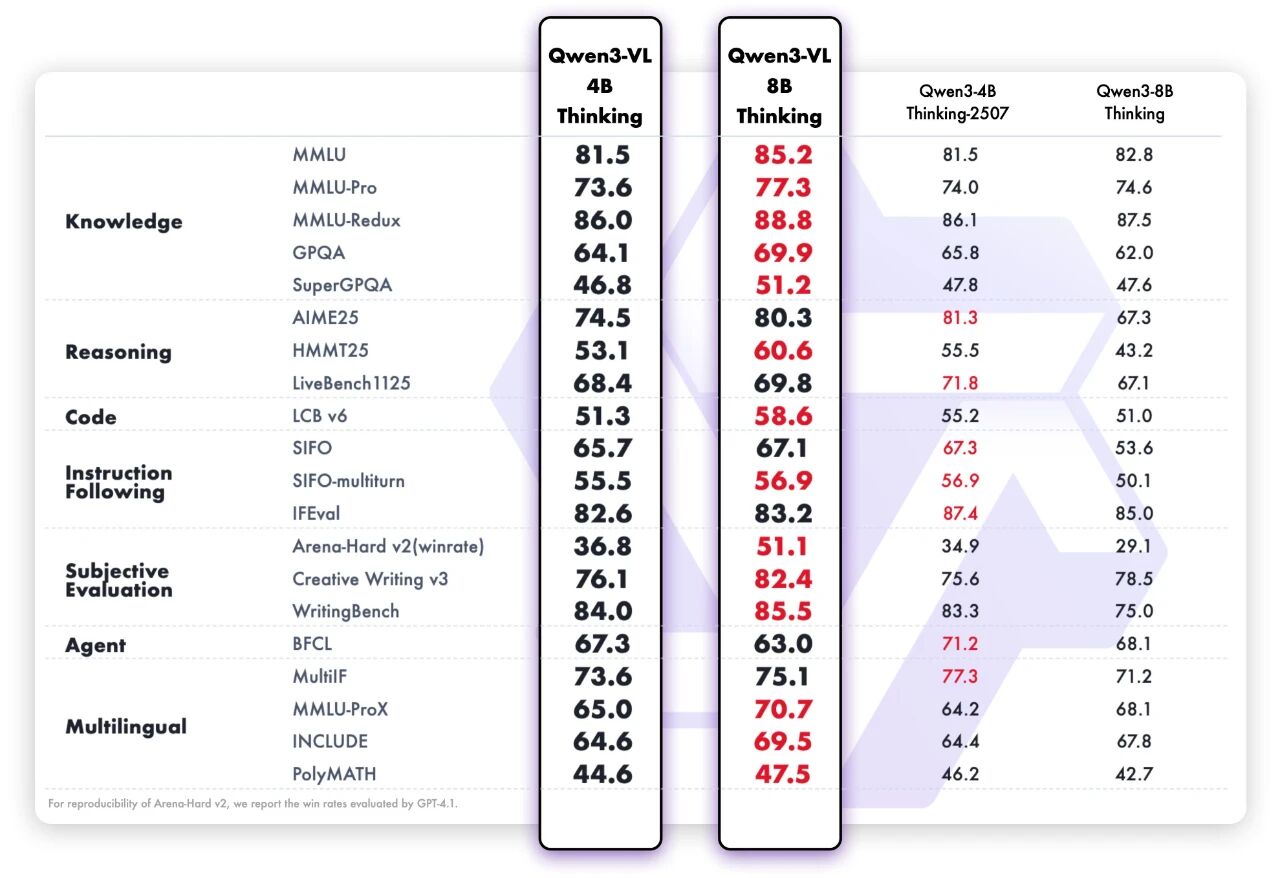 Qwen3-VL 4B Thinking Qwen3-VL 8B Thinking Qwen3-4B Thinking-2507 Qwen3-8B Thinking
Knowledge
MMLU 81.5 85.2 81.5 82.8
MMLU-Pro 73.6 77.3 74.0 74.6
MMLU-Redux 86.0 88.8 86.1 87.5
GPQA 64.1 69.9 65.8 62.0
SuperGPQA 46.8 51.2 47.8 47.6
Reasoning
AIME25 74.5 80.3 81.3 67.3
HMMT25 53.1 60.6 55.5 43.2
LiveBench1125 68.4 69.8 71.8 67.1
Code
LCB v6 51.3 58.6 55.2 51.0
Instruction Following
SIFO 65.7 67.1 67.3 53.6
SIFO-multiturn 55.5 56.9 56.9 50.1
IFEval 82.6 83.2 87.4 85.0
Subjective Evaluation
Arena-Hard v2(winrate) 36.8 51.1 34.9 29.1
Creative Writing v3 76.1 82.4 75.6 78.5
WritingBench 84.0 85.5 83.3 75.0
Agent
BFCL 67.3 63.0 71.2 68.1
Multilingual
MultiIF 73.6 75.1 77.3 71.2
MMLU-ProX 65.0 70.7 64.2 68.1
INCLUDE 64.6 69.5 64.4 67.8
PolyMATH 44.6 47.5 46.2 42.7
For reproducibility of Arena-Hard v2, we report the win rates evaluated by GPT-4.1.